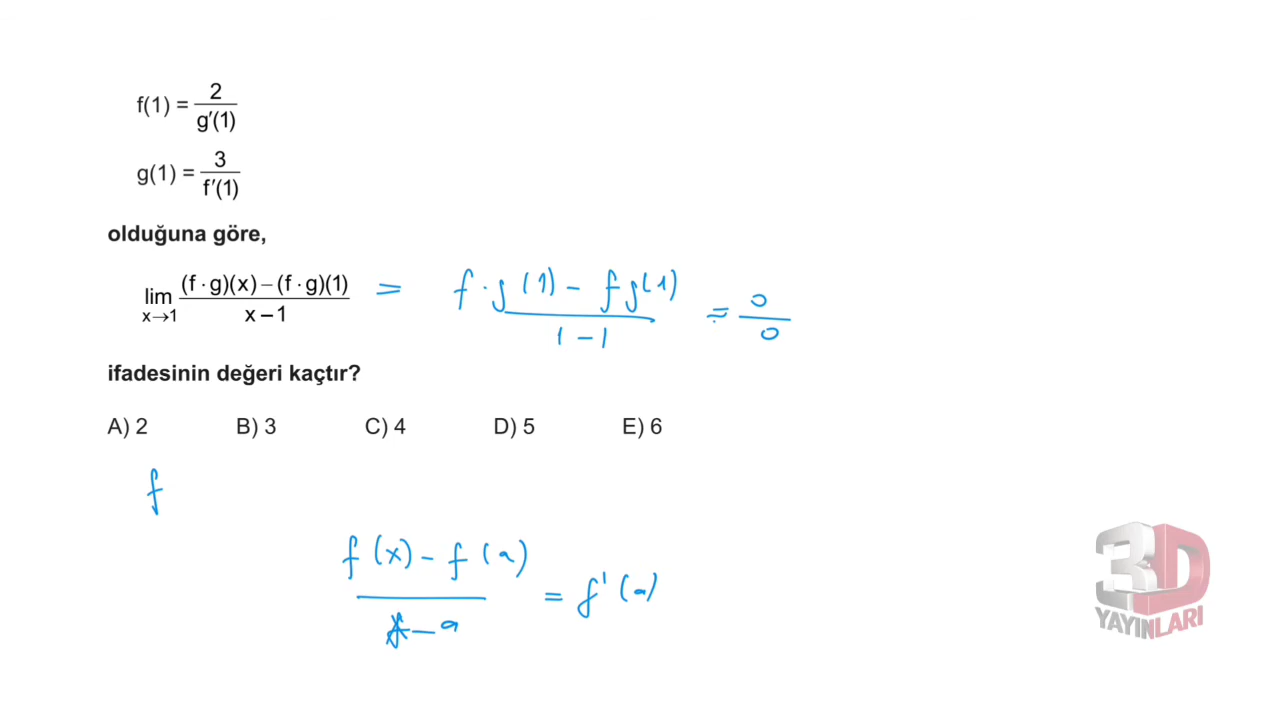 f(1) = 2 / g′(1)
g(1) = 3 / f′(1)
olduğuna göre,
lim x→1 (f · g)(x) – (f · g)(1) / x – 1 = f · g (1) – f g (1) / 1 – 1 = 0 / 0
ifadesinin değeri kaçtır?
A) 2 B) 3 C) 4 D) 5 E) 6
f
f (x) – f (a) / x – a = f' (a)
3D
YAYINLARI